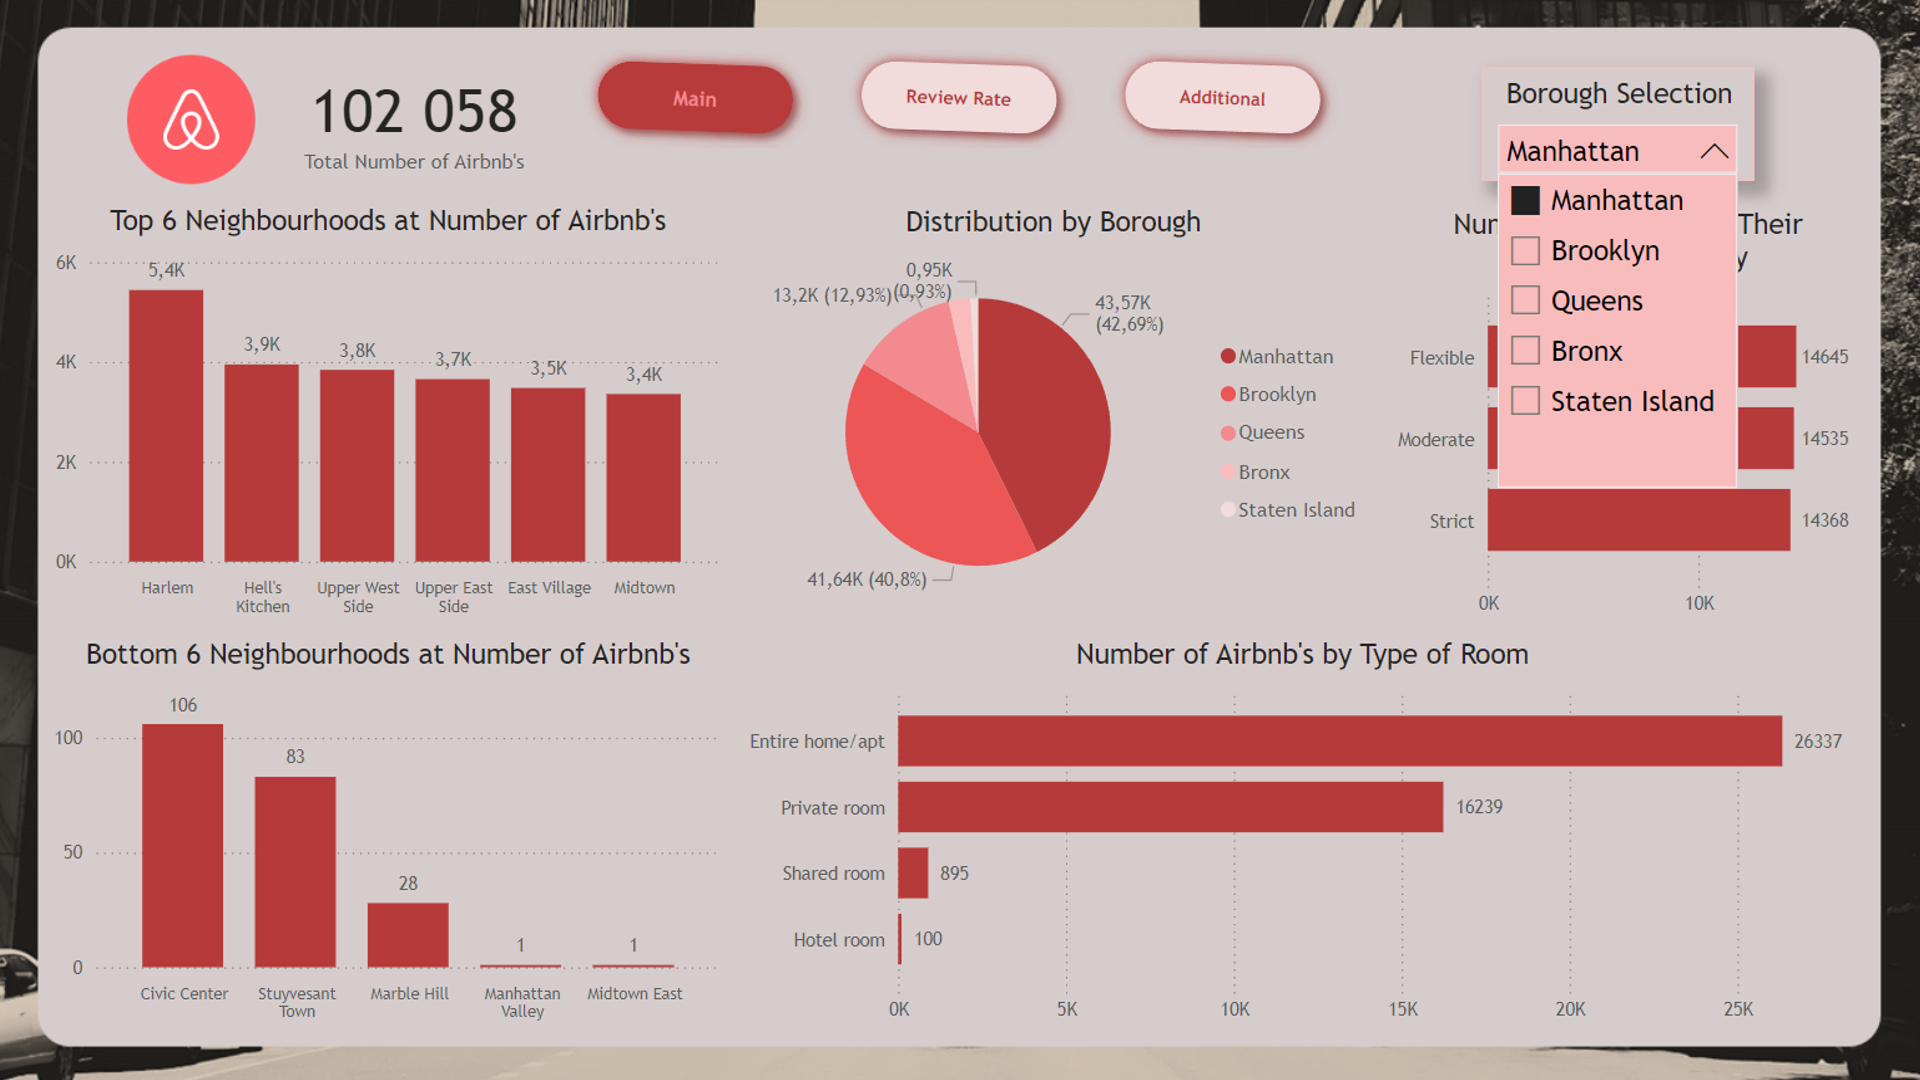 102 058
Total Number of Airbnb's
Main
Review Rate
Additional
Borough Selection
Manhattan
Manhattan
Brooklyn
Queens
Bronx
Staten Island
Top 6 Neighbourhoods at Number of Airbnb's
6K
4K
2K
0K
5,4K
3,9K
3,8K
3,7K
3,5K
3,4K
Harlem
Hell's
Kitchen
Upper West
Side
Upper East
Side
East Village
Midtown
Distribution by Borough
0,95K
(0,93%)
13,2K (12,93%)
43,57K
(42,69%)
41,64K (40,8%)
Manhattan
Brooklyn
Queens
Bronx
Staten Island
Their
Flexible
14645
Moderate
14535
Strict
14368
0K
10K
Bottom 6 Neighbourhoods at Number of Airbnb's
100
50
0
106
83
28
1
1
Civic Center
Stuyvesant
Town
Marble Hill
Manhattan
Valley
Midtown East
Number of Airbnb's by Type of Room
Entire home/apt
26337
Private room
16239
Shared room
895
Hotel room
100
0K
5K
10K
15K
20K
25K